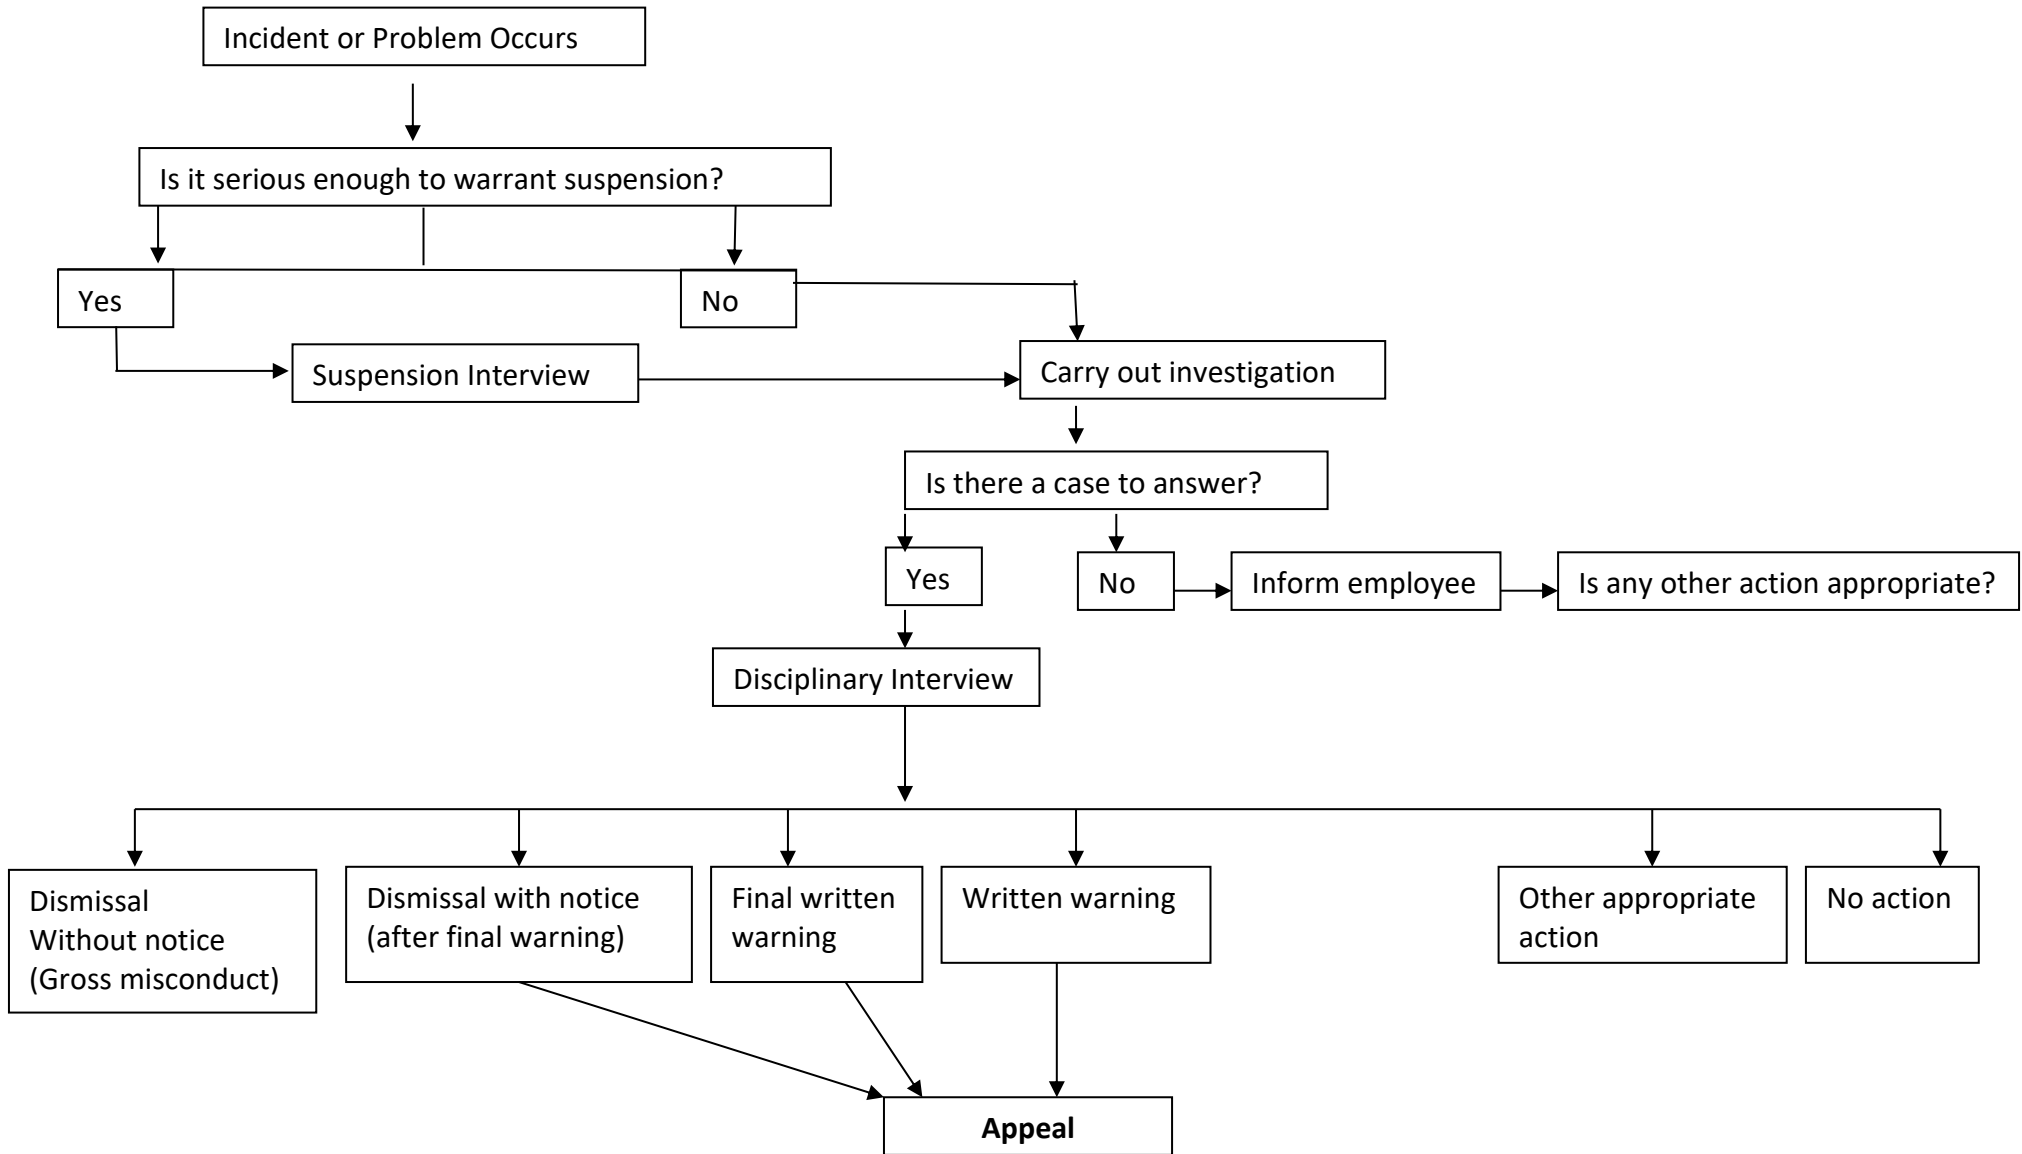 Incident or Problem Occurs
Is it serious enough to warrant suspension?
Yes
No
Suspension Interview
Carry out investigation
Is there a case to answer?
Yes
No
Inform employee
Is any other action appropriate?
Disciplinary Interview
Dismissal
Without notice
(Gross misconduct)
Dismissal with notice
(after final warning)
Final written
warning
Written warning
Other appropriate
action
No action
Appeal